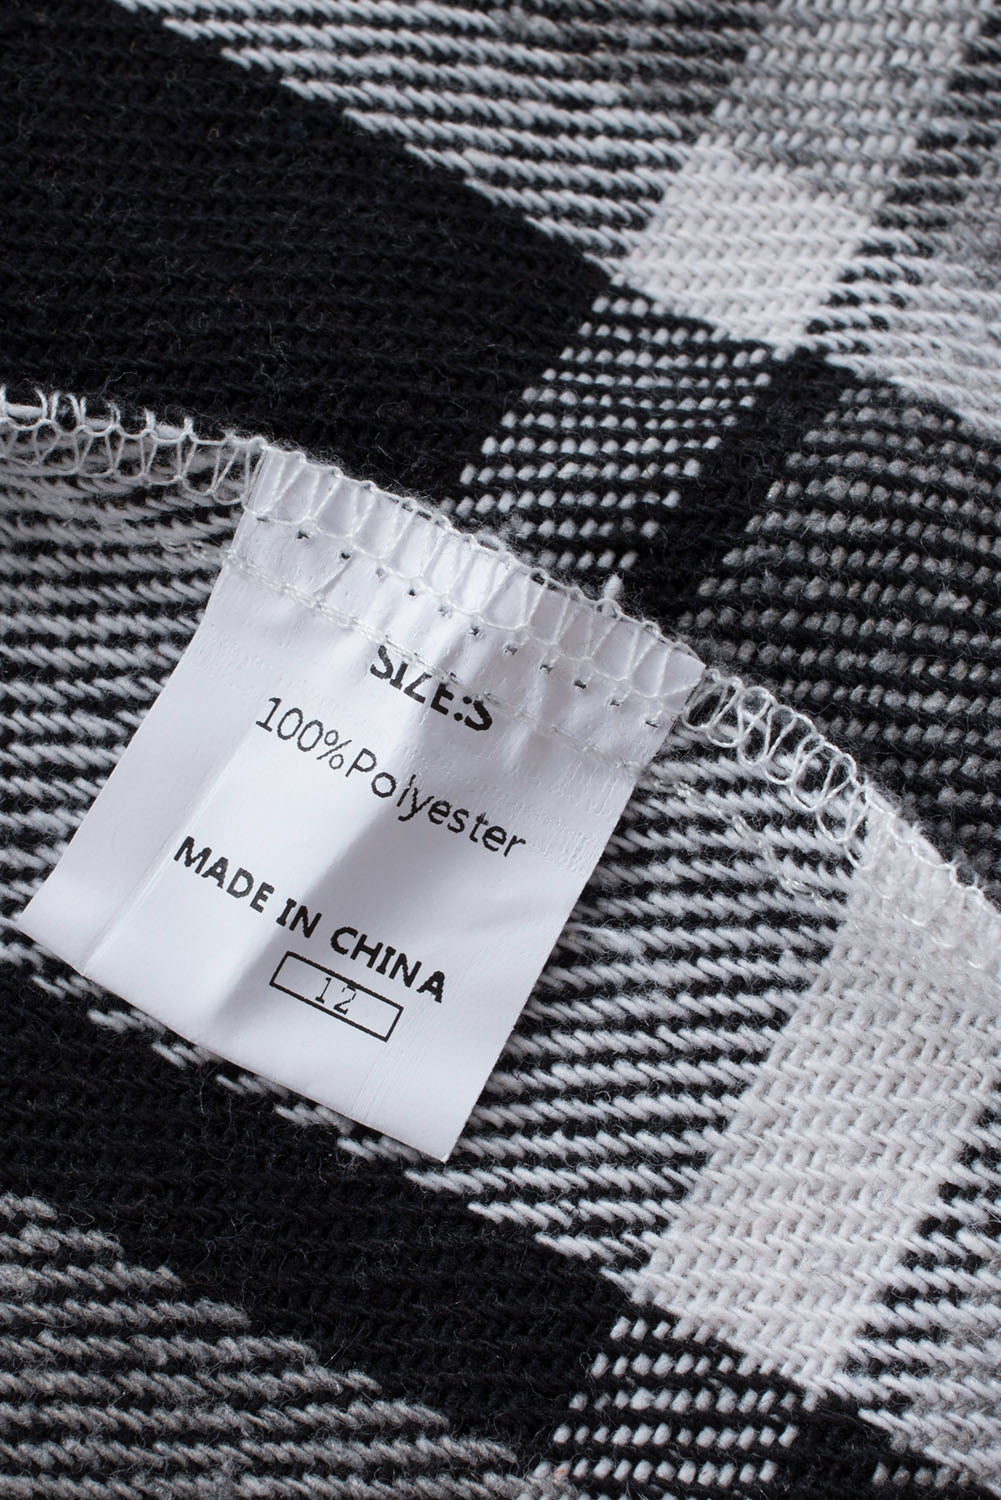 SIZE:S
100%Polyester
MADE IN CHINA
12